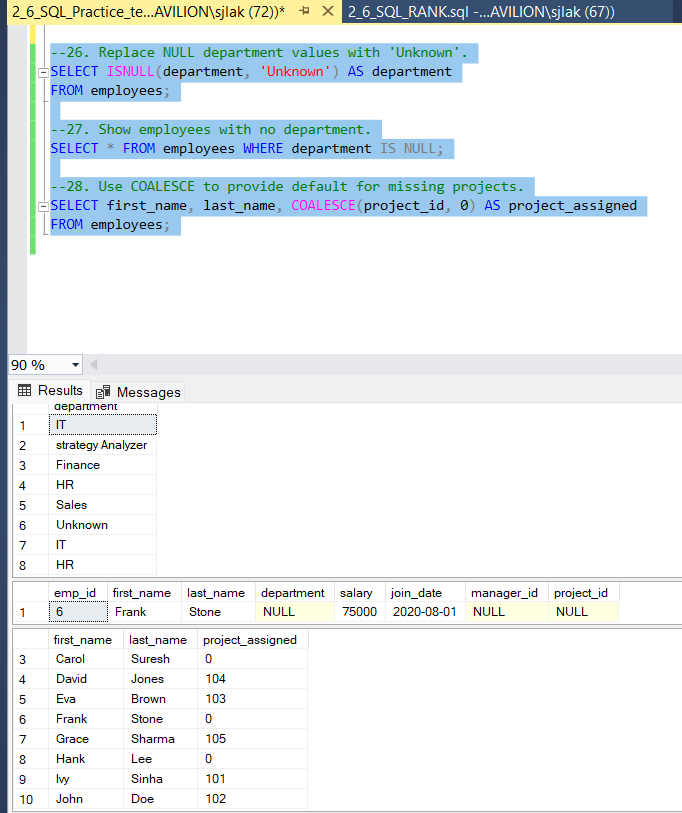 2_6_SQL_Practice_te...AVILION\sjlak (72))* 2_6_SQL_RANK.sql -...AVILION\sjlak (67))
--26. Replace NULL department values with 'Unknown'.
SELECT ISNULL(department, 'Unknown') AS department
FROM employees;
--27. Show employees with no department.
SELECT * FROM employees WHERE department IS NULL;
--28. Use COALESCE to provide default for missing projects.
SELECT first_name, last_name, COALESCE(project_id, 0) AS project_assigned
FROM employees;
90 %
Results Messages
department
1 IT
2 strategy Analyzer
3 Finance
4 HR
5 Sales
6 Unknown
7 IT
8 HR
emp_id first_name last_name department salary join_date manager_id project_id
1 6 Frank Stone NULL 75000 2020-08-01 NULL NULL
first_name last_name project_assigned
3 Carol Suresh 0
4 David Jones 104
5 Eva Brown 103
6 Frank Stone 0
7 Grace Sharma 105
8 Hank Lee 0
9 Ivy Sinha 101
10 John Doe 102